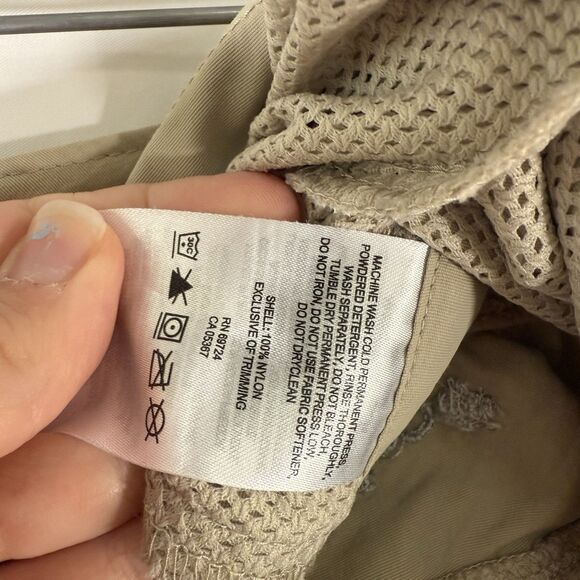 MACHINE WASH COLD PERMANENT PRESS,
POWDERED DETERGENT, RINSE THOROUGHLY,
WASH SEPARATELY. DO NOT BLEACH,
TUMBLE DRY PERMANENT PRESS LOW,
DO NOT IRON, DO NOT USE FABRIC SOFTENER,
DO NOT DRYCLEAN
SHELL: 100% NYLON
EXCLUSIVE OF TRIMMING
RN 69724
CA 05367
30C